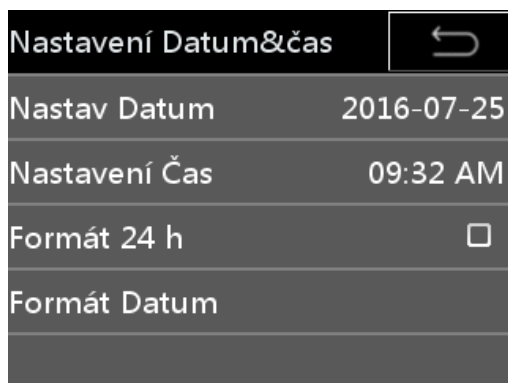 Nastavení Datum&čas
Nastav Datum 2016-07-25
Nastavení Čas 09:32 AM
Formát 24 h
Formát Datum